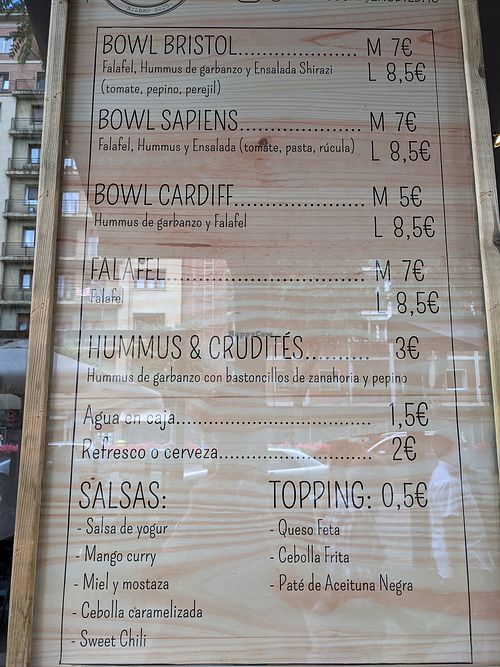 BILBAO 2015
BOWL BRISTOL........................ M 7€
Falafel, Hummus de garbanzo y Ensalada Shirazi L 8,5€
(tomate, pepino, perejil)
BOWL SAPIENS..................... M 7€
Falafel, Hummus y Ensalada (tomate, pasta, rúcula) L 8,5€
BOWL CARDIFF...................... M 5€
Hummus de garbanzo y Falafel L 8,5€
FALAFEL .................................. M 7€
Falafel L 8,5€
HappyCow
HUMMUS & CRUDITÉS........... 3€
Hummus de garbanzo con bastoncillos de zanahoria y pepino
Agua en caja.................................... 1,5€
Refresco o cerveza............................ 2€
SALSAS:
- Salsa de yogur
- Mango curry
- Miel y mostaza
- Cebolla caramelizada
- Sweet Chili
TOPPING: 0,5€
- Queso Feta
- Cebolla Frita
- Paté de Aceituna Negra